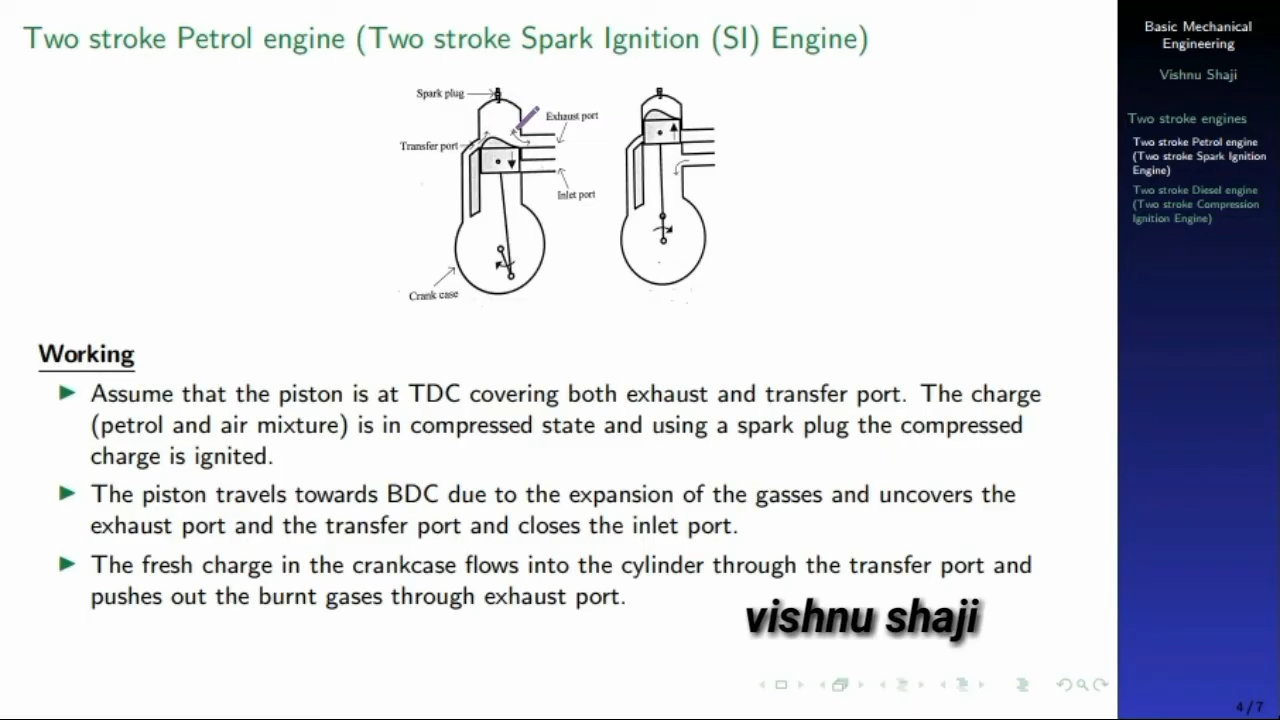 Two stroke Petrol engine (Two stroke Spark Ignition (SI) Engine)
Spark plug
Exhaust port
Transfer port
Inlet port
Crank case
Working
Assume that the piston is at TDC covering both exhaust and transfer port. The charge
(petrol and air mixture) is in compressed state and using a spark plug the compressed
charge is ignited.
The piston travels towards BDC due to the expansion of the gasses and uncovers the
exhaust port and the transfer port and closes the inlet port.
The fresh charge in the crankcase flows into the cylinder through the transfer port and
pushes out the burnt gases through exhaust port.
vishnu shaji
Basic Mechanical
Engineering
Vishnu Shaji
Two stroke engines
Two stroke Petrol engine
(Two stroke Spark Ignition
Engine)
Two stroke Diesel engine
(Two stroke Compression
Ignition Engine)
4 / 7